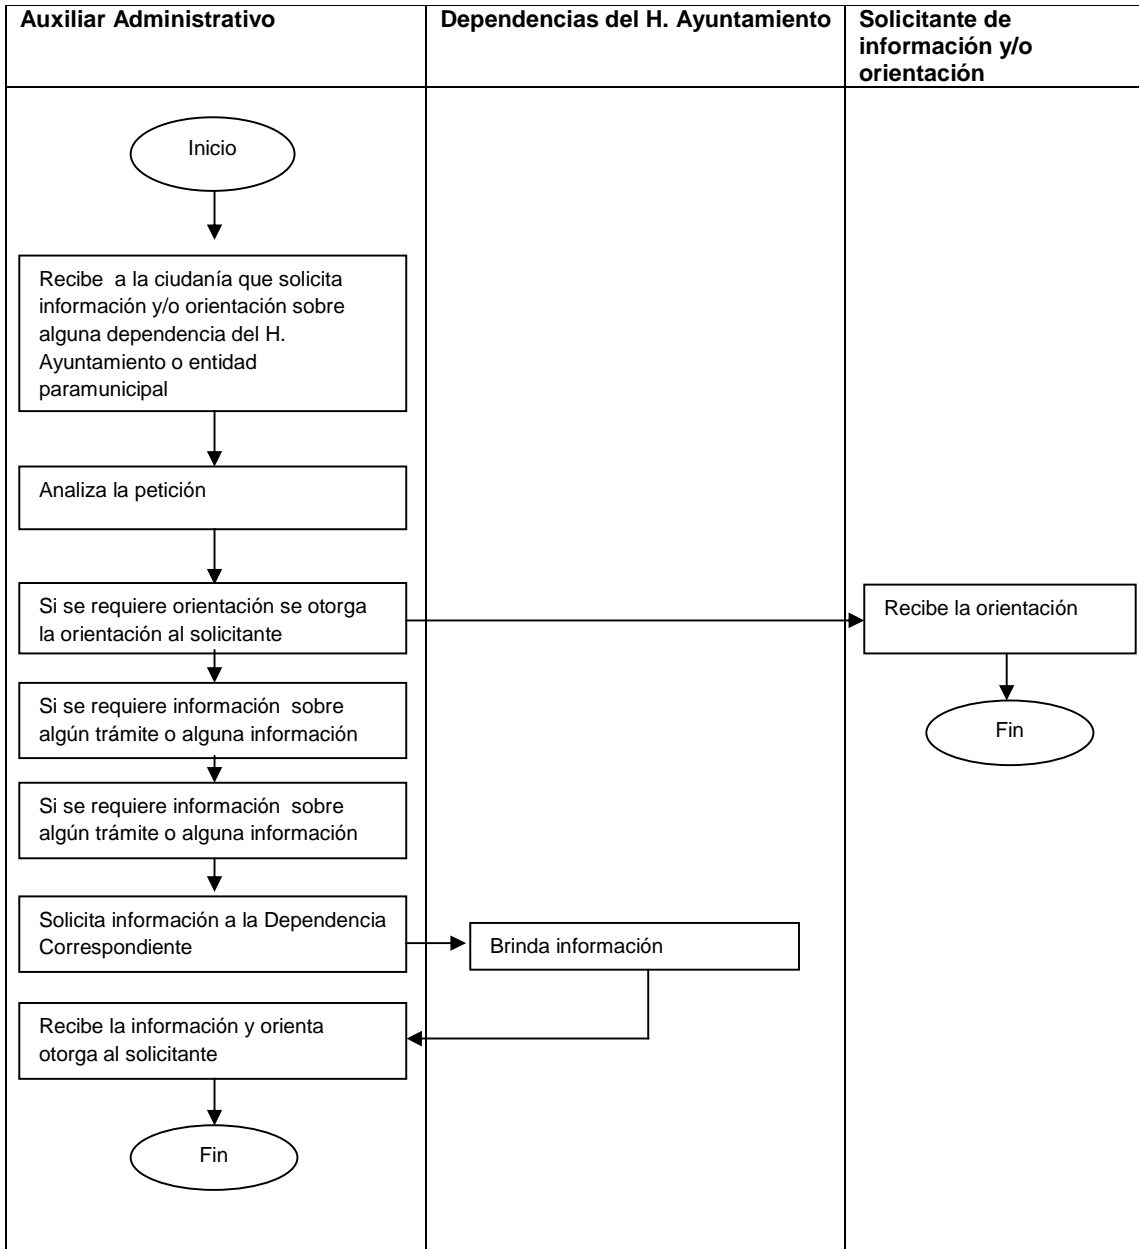 Auxiliar Administrativo
Dependencias del H. Ayuntamiento
Solicitante de
información y/o
orientación
Inicio
Recibe a la ciudanía que solicita
información y/o orientación sobre
alguna dependencia del H.
Ayuntamiento o entidad
paramunicipal
Analiza la petición
Si se requiere orientación se otorga
la orientación al solicitante
Recibe la orientación
Si se requiere información sobre
algún trámite o alguna información
Fin
Si se requiere información sobre
algún trámite o alguna información
Solicita información a la Dependencia
Correspondiente
Brinda información
Recibe la información y orienta
otorga al solicitante
Fin